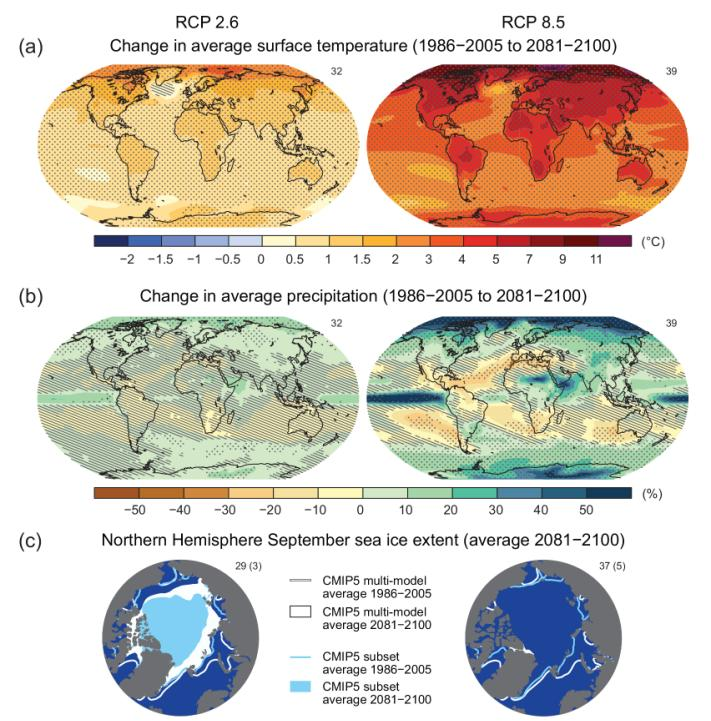 RCP 2.6 RCP 8.5
(a) Change in average surface temperature (1986−2005 to 2081−2100)
32 39
−2 −1.5 −1 −0.5 0 0.5 1 1.5 2 3 4 5 7 9 11 (°C)
(b) Change in average precipitation (1986−2005 to 2081−2100)
32 39
−50 −40 −30 −20 −10 0 10 20 30 40 50 (%)
(c) Northern Hemisphere September sea ice extent (average 2081−2100)
29 (3) 37 (5)
CMIP5 multi-model
average 1986−2005
CMIP5 multi-model
average 2081−2100
CMIP5 subset
average 1986−2005
CMIP5 subset
average 2081−2100